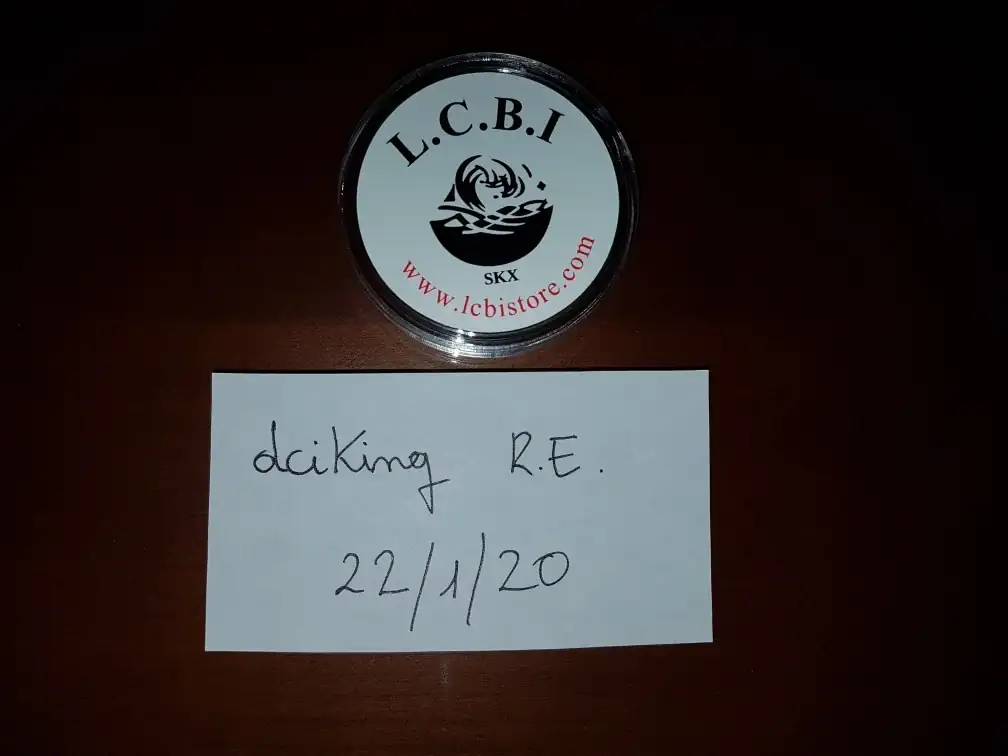 L.C.B.I
SKX
www.lcbistore.com
dciKing R.E.
22/1/20